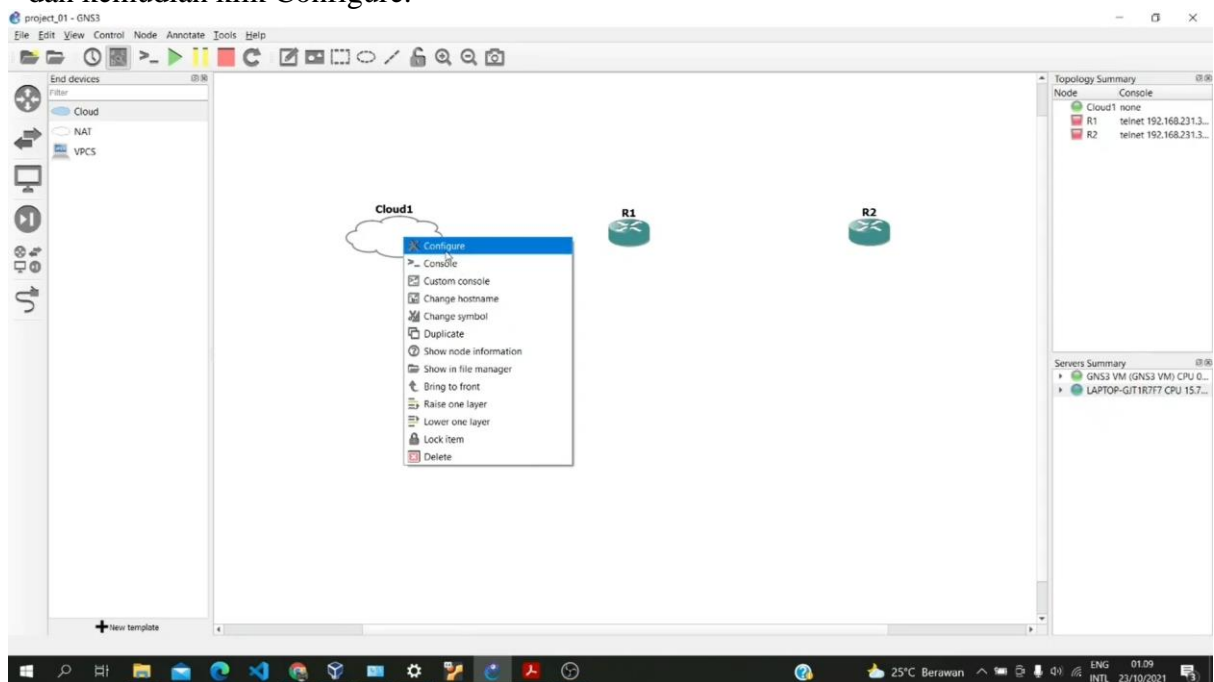 dan kemudian klik Configure.
project_01 - GNS3
File Edit View Control Node Annotate Tools Help
End devices
Filter
Cloud
NAT
VPCS
New template
Cloud1
R1
R2
Configure
Console
Custom console
Change hostname
Change symbol
Duplicate
Show node information
Show in file manager
Bring to front
Raise one layer
Lower one layer
Lock item
Delete
Topology Summary
Node Console
Cloud1 none
R1 telnet 192.168.231.3...
R2 telnet 192.168.231.3...
Servers Summary
GNS3 VM (GNS3 VM) CPU 0...
LAPTOP-GJT1R7F7 CPU 15.7...
25°C Berawan
ENG
INTL
01.09
23/10/2021